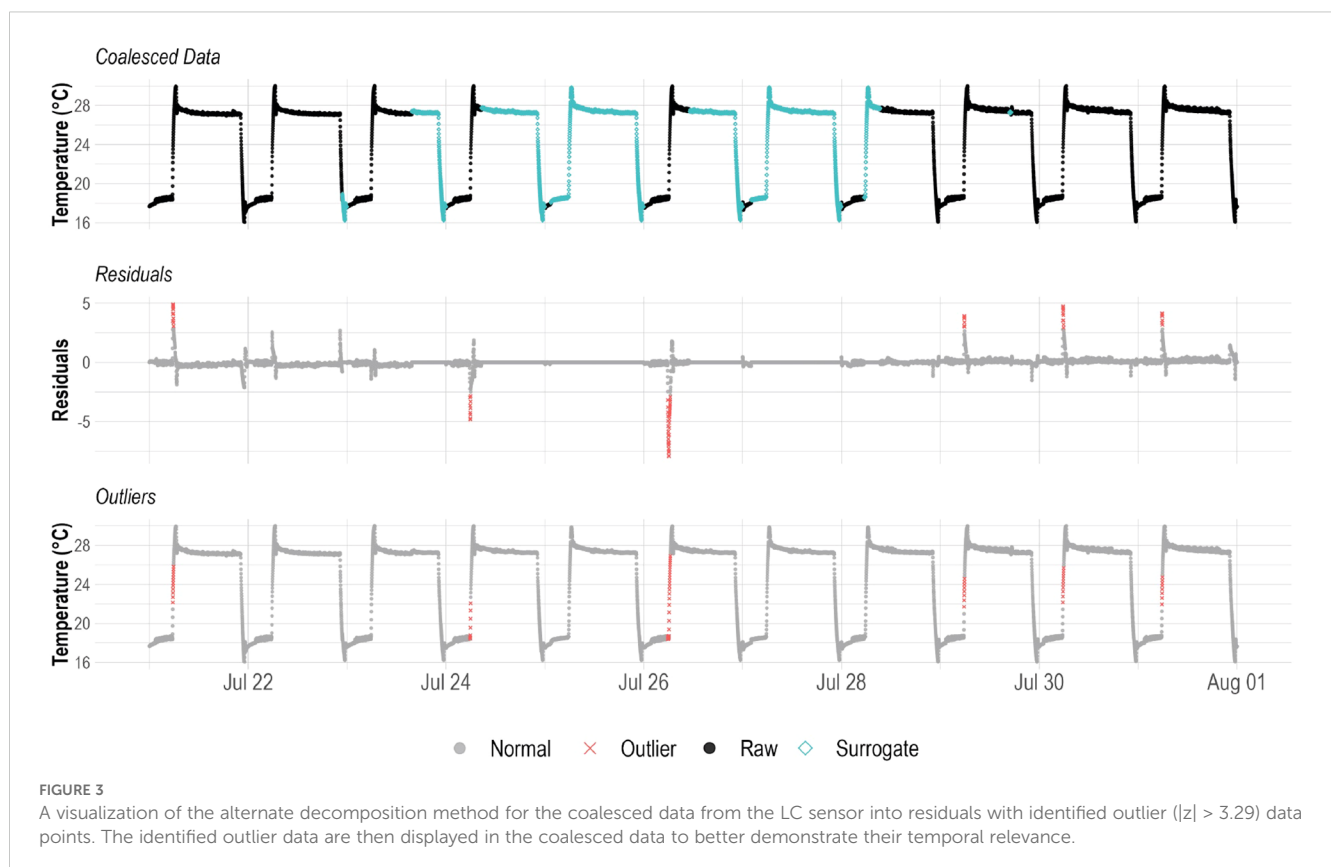 Coalesced Data
Temperature (°C)
28
24
20
16
Residuals
Residuals
5
0
-5
Outliers
Temperature (°C)
28
24
20
16
Jul 22 Jul 24 Jul 26 Jul 28 Jul 30 Aug 01
Normal Outlier Raw Surrogate
FIGURE 3
A visualization of the alternate decomposition method for the coalesced data from the LC sensor into residuals with identified outlier (|z| > 3.29) data
points. The identified outlier data are then displayed in the coalesced data to better demonstrate their temporal relevance.